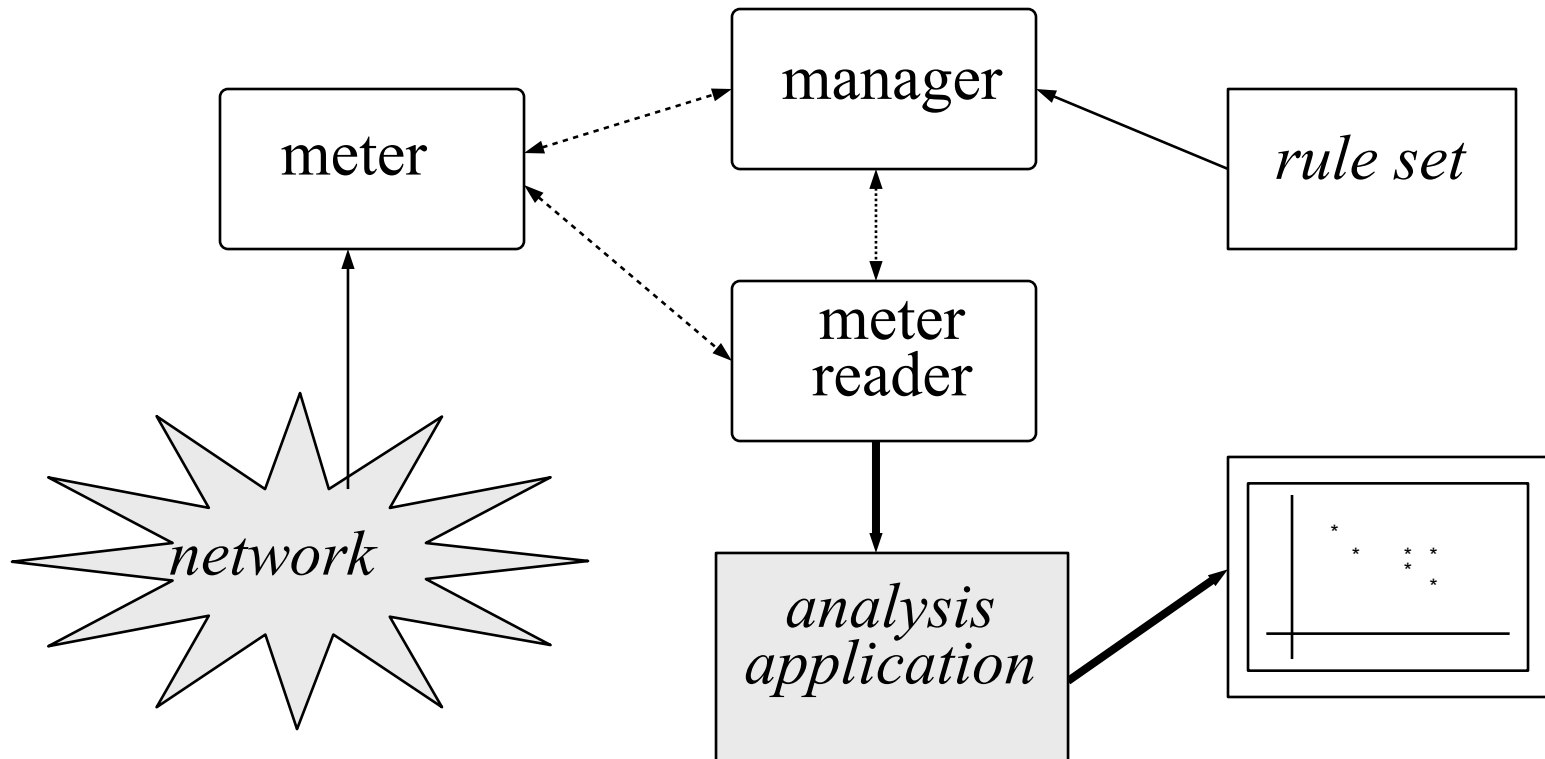 manager
meter
rule set
meter
reader
network
analysis
application
* 
* * *
*
*